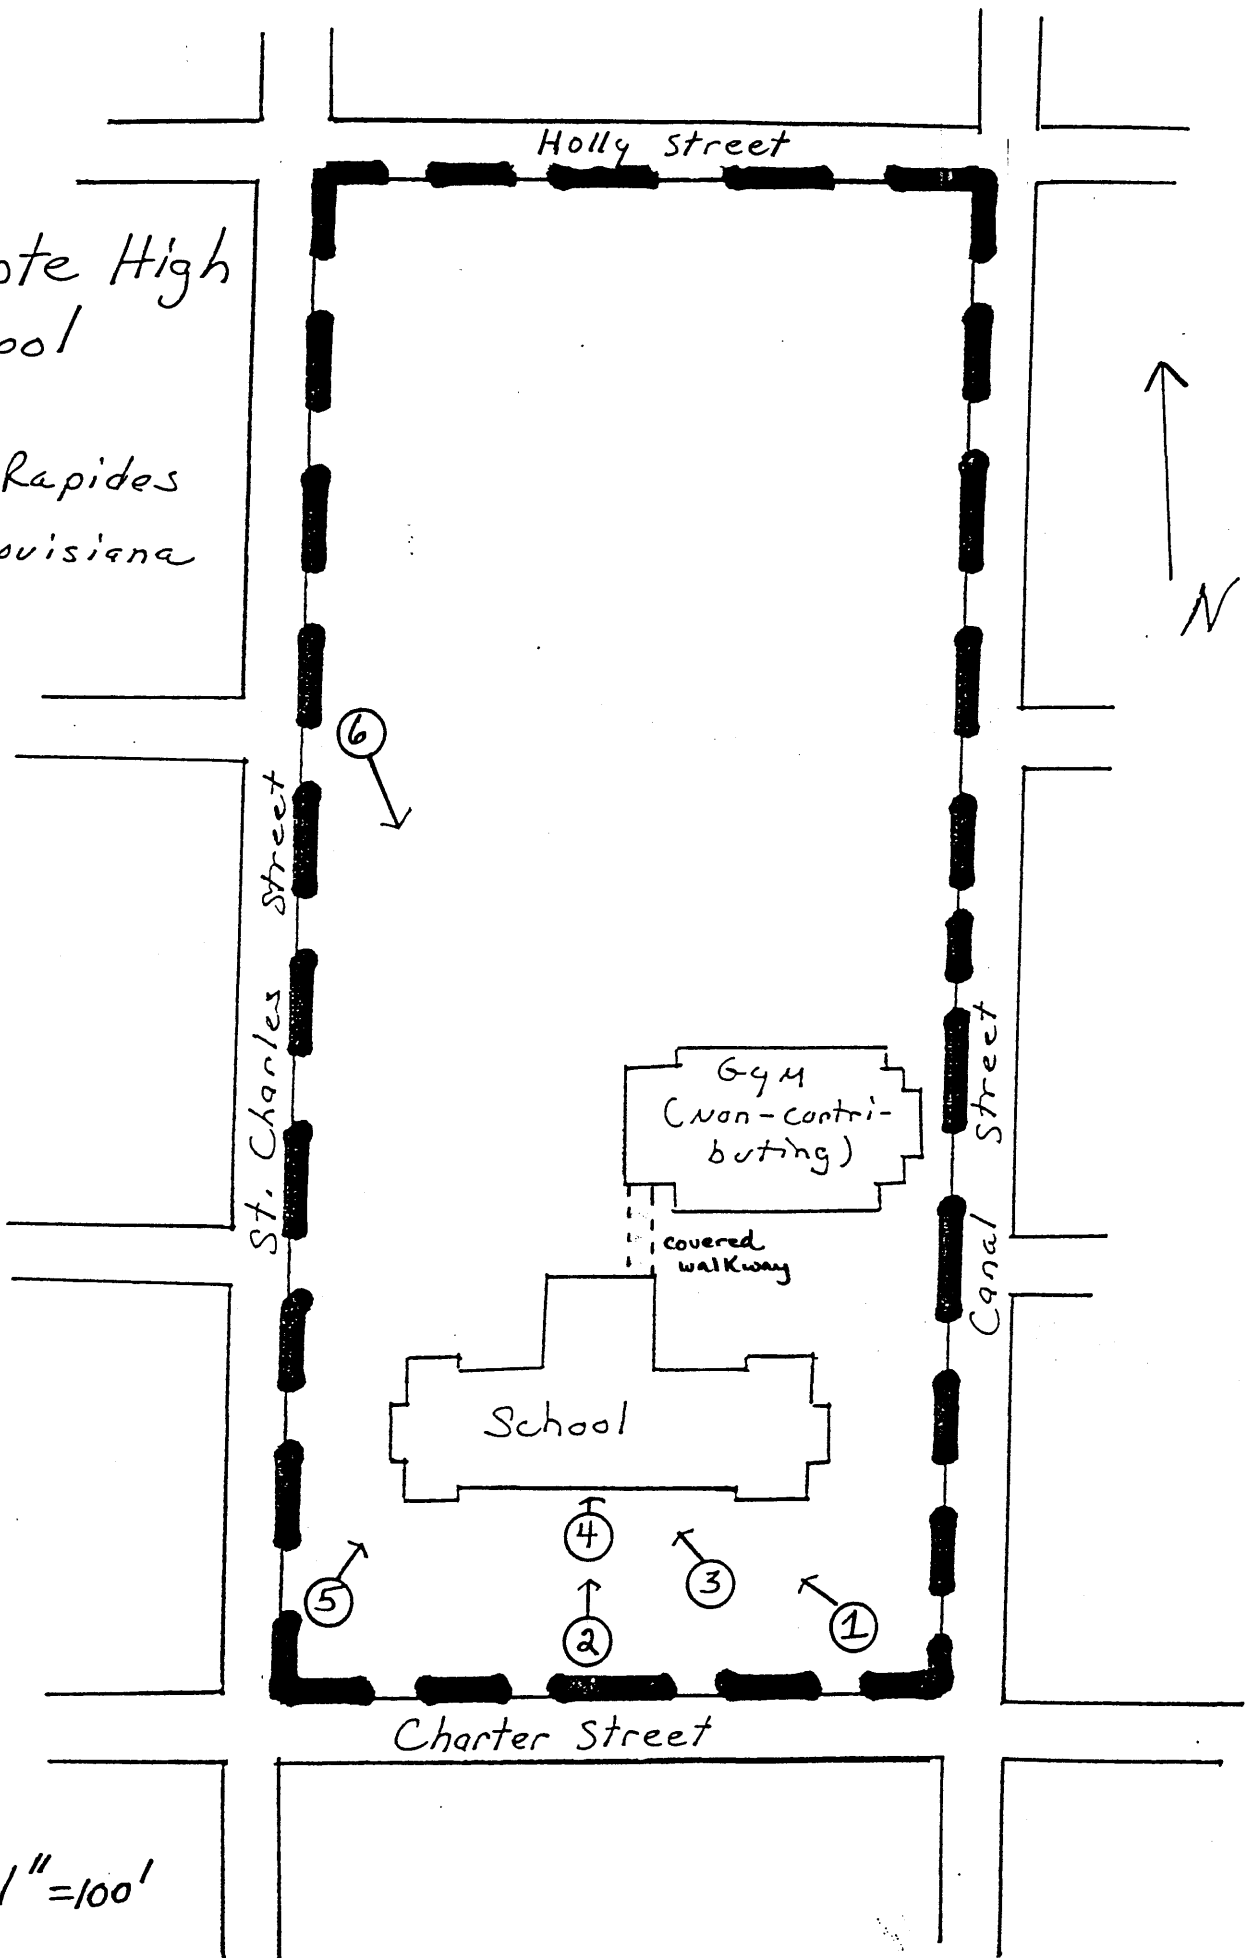 Holly Street
ote High
ool
Rapides
ouisiana
N
6
St. Charles Street
Gym
(Non-contri-
buting)
covered
walkway
Canal Street
School
4
3
5
1
2
Charter Street
1"=100'